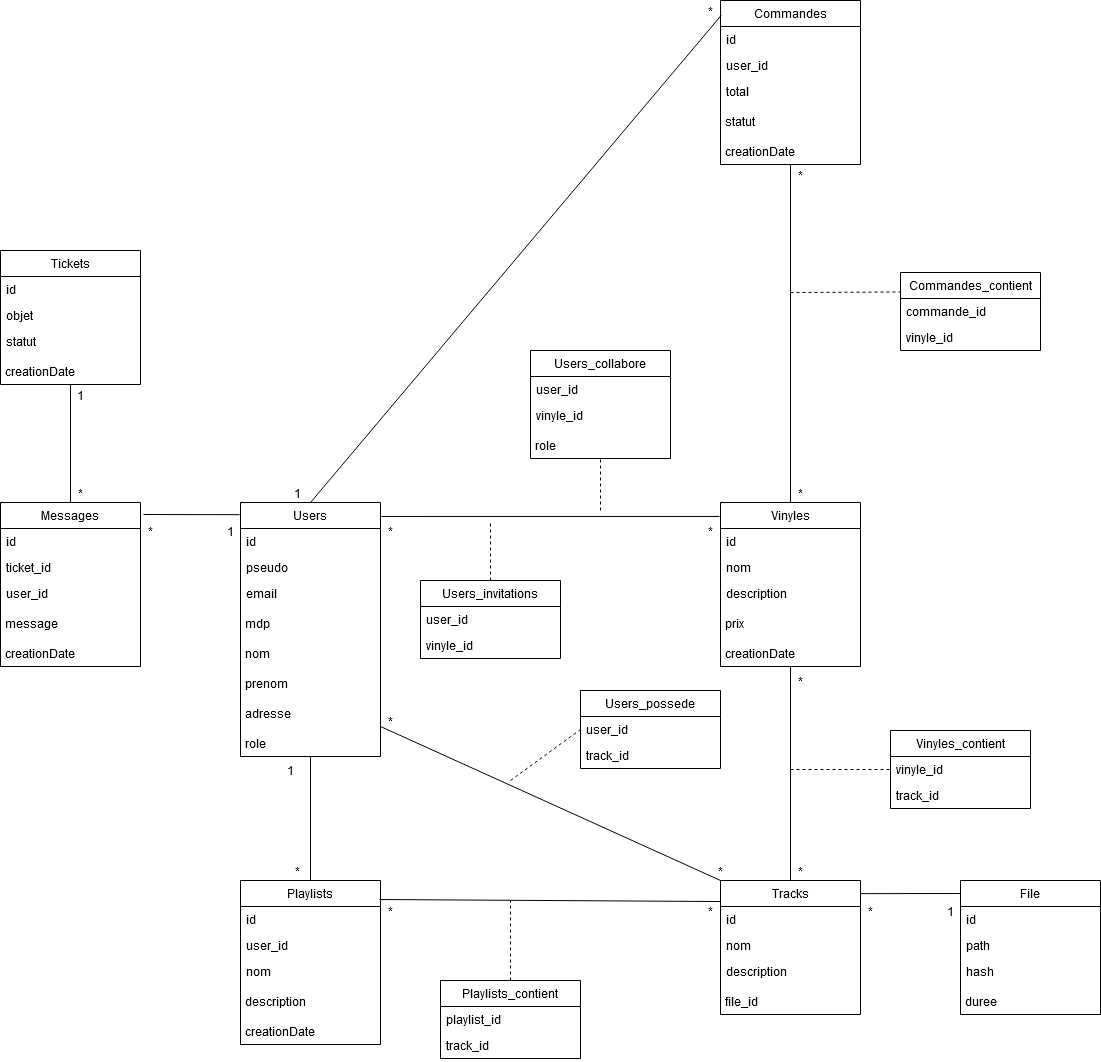 *
Commandes
id
user_id
total
statut
creationDate
*
Tickets
id
objet
statut
creationDate
1
*
Commandes_contient
commande_id
vinyle_id
Users_collabore
user_id
vinyle_id
role
1
*
Messages
id
ticket_id
user_id
message
creationDate
*
1
Users
id
pseudo
email
mdp
nom
prenom
adresse
role
*
*
Users_invitations
user_id
vinyle_id
Vinyles
id
nom
description
prix
creationDate
*
*
Users_possede
user_id
track_id
Vinyles_contient
vinyle_id
track_id
1
*
*
*
Playlists
id
user_id
nom
description
creationDate
*
*
Playlists_contient
playlist_id
track_id
Tracks
id
nom
description
file_id
*
1
File
id
path
hash
duree